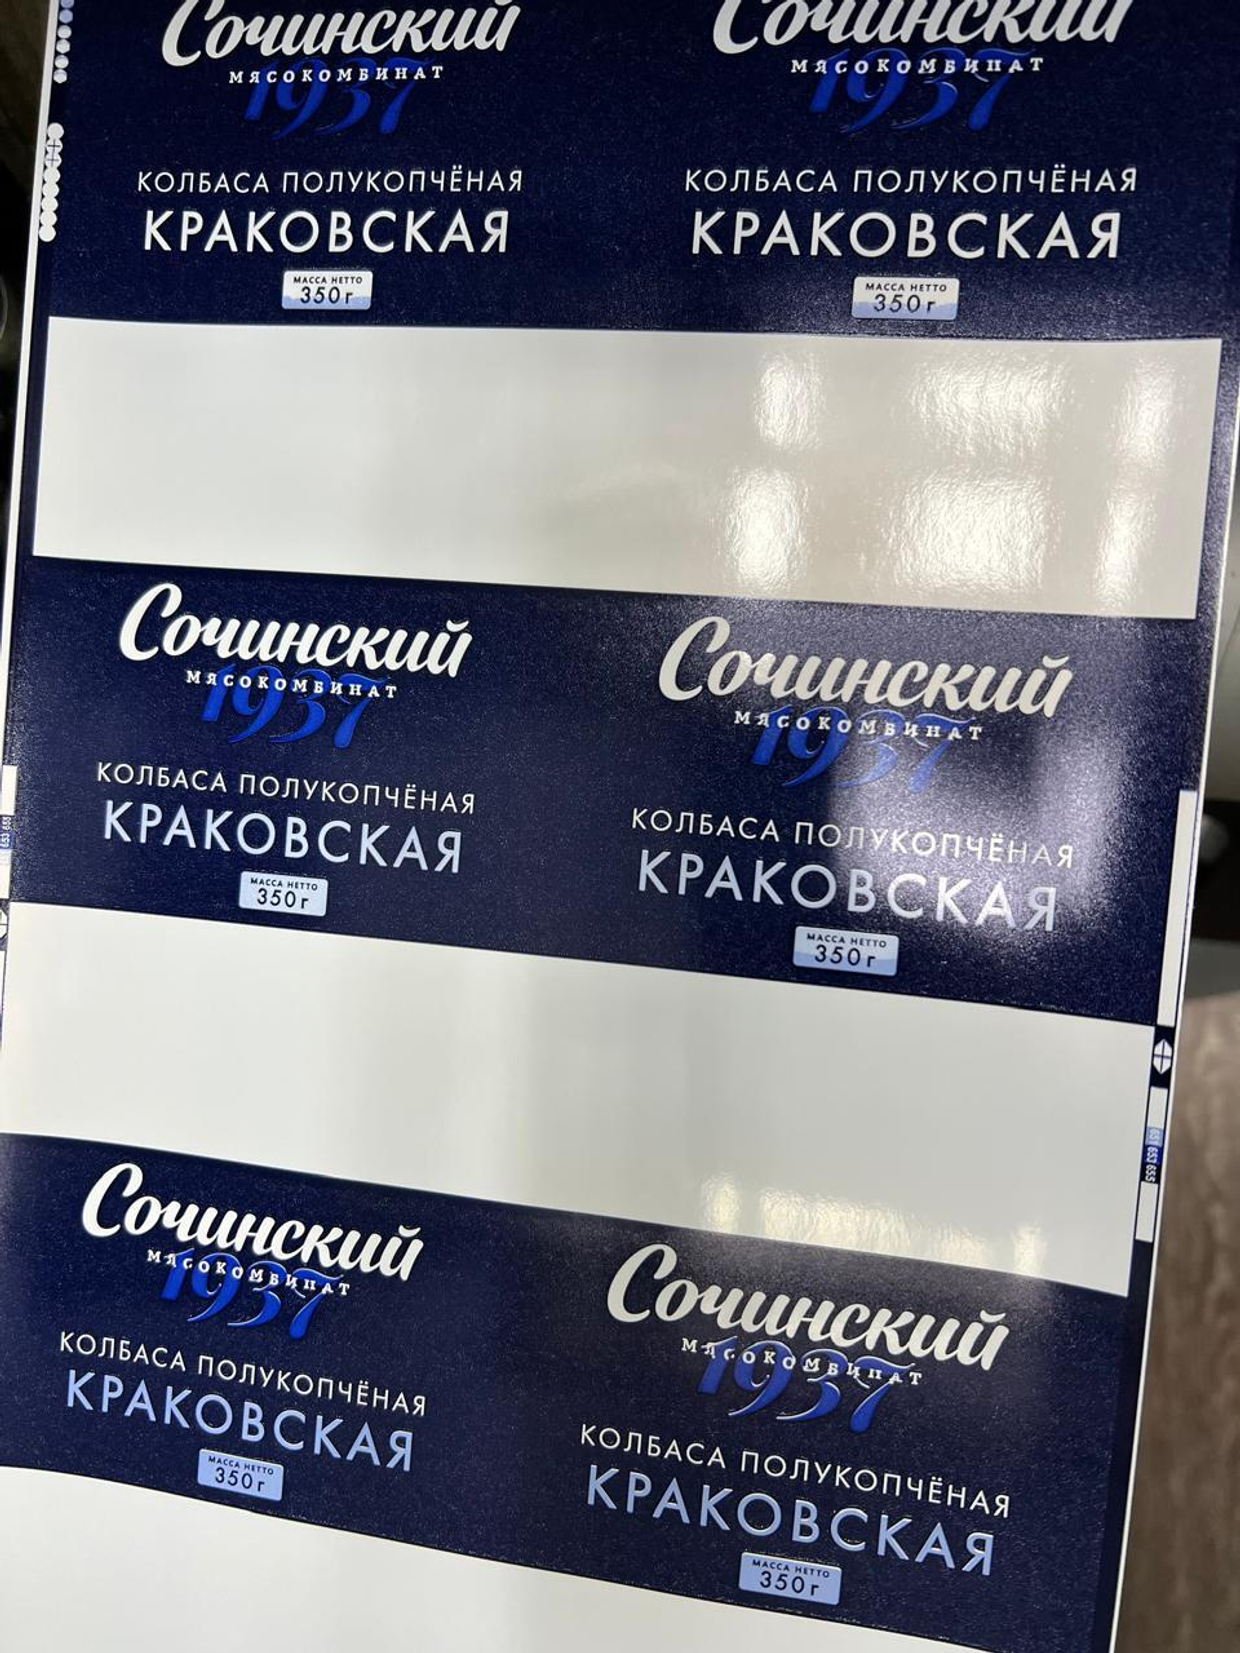 Сочинский
МЯСОКОМБИНАТ
1937
КОЛБАСА ПОЛУКОПЧЁНАЯ
КРАКОВСКАЯ
МАССА НЕТТО
350 г
Сочинский
МЯСОКОМБИНАТ
1937
КОЛБАСА ПОЛУКОПЧЁНАЯ
КРАКОВСКАЯ
МАССА НЕТТО
350 г
Сочинский
МЯСОКОМБИНАТ
1937
КОЛБАСА ПОЛУКОПЧЁНАЯ
КРАКОВСКАЯ
МАССА НЕТТО
350 г
Сочинский
МЯСОКОМБИНАТ
1937
КОЛБАСА ПОЛУКОПЧЁНАЯ
КРАКОВСКАЯ
МАССА НЕТТО
350 г
Сочинский
МЯСОКОМБИНАТ
1937
КОЛБАСА ПОЛУКОПЧЁНАЯ
КРАКОВСКАЯ
МАССА НЕТТО
350 г
Сочинский
МЯСОКОМБИНАТ
1937
КОЛБАСА ПОЛУКОПЧЁНАЯ
КРАКОВСКАЯ
МАССА НЕТТО
350 г